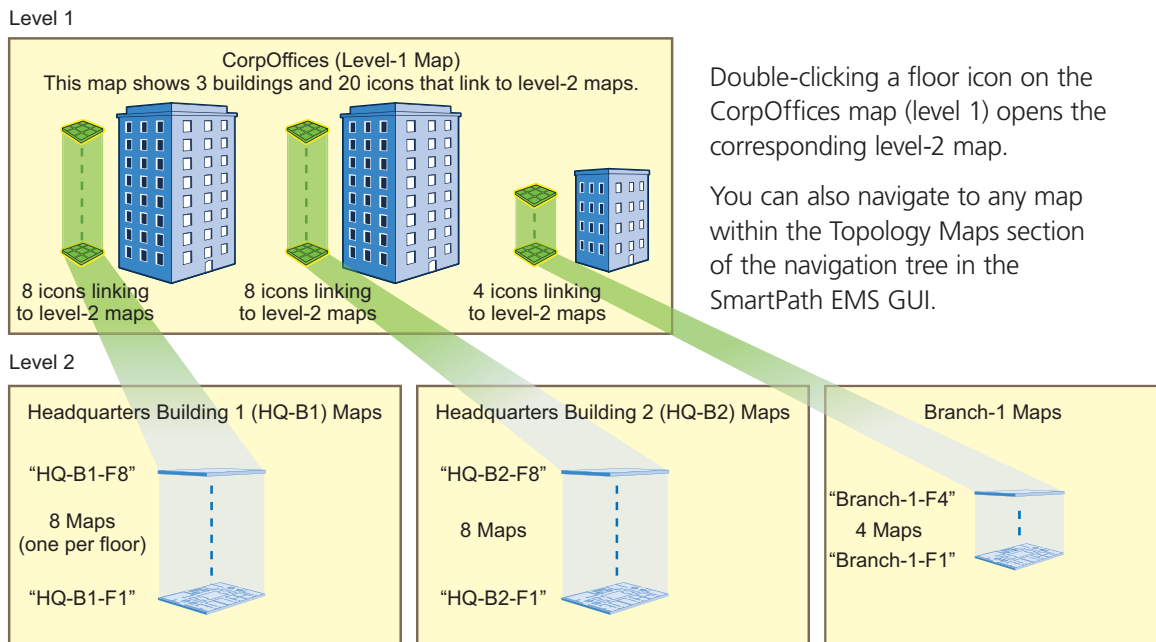 Level 1
CorpOffices (Level-1 Map)
This map shows 3 buildings and 20 icons that link to level-2 maps.
8 icons linking
to level-2 maps
8 icons linking
to level-2 maps
4 icons linking
to level-2 maps
Double-clicking a floor icon on the
CorpOffices map (level 1) opens the
corresponding level-2 map.
You can also navigate to any map
within the Topology Maps section
of the navigation tree in the
SmartPath EMS GUI.
Level 2
Headquarters Building 1 (HQ-B1) Maps
“HQ-B1-F8”
8 Maps
(one per floor)
“HQ-B1-F1”
Headquarters Building 2 (HQ-B2) Maps
“HQ-B2-F8”
8 Maps
“HQ-B2-F1”
Branch-1 Maps
“Branch-1-F4”
4 Maps
“Branch-1-F1”